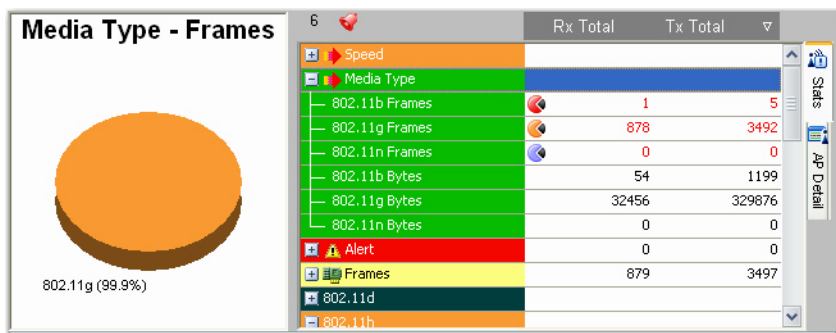 Media Type - Frames
802.11g (99.9%)
6 Rx Total Tx Total
Speed
Media Type
802.11b Frames 1 5
802.11g Frames 878 3492
802.11n Frames 0 0
802.11b Bytes 54 1199
802.11g Bytes 32456 329876
802.11n Bytes 0 0
Alert 0 0
Frames 879 3497
802.11d
802.11h
Stats
AP Detail